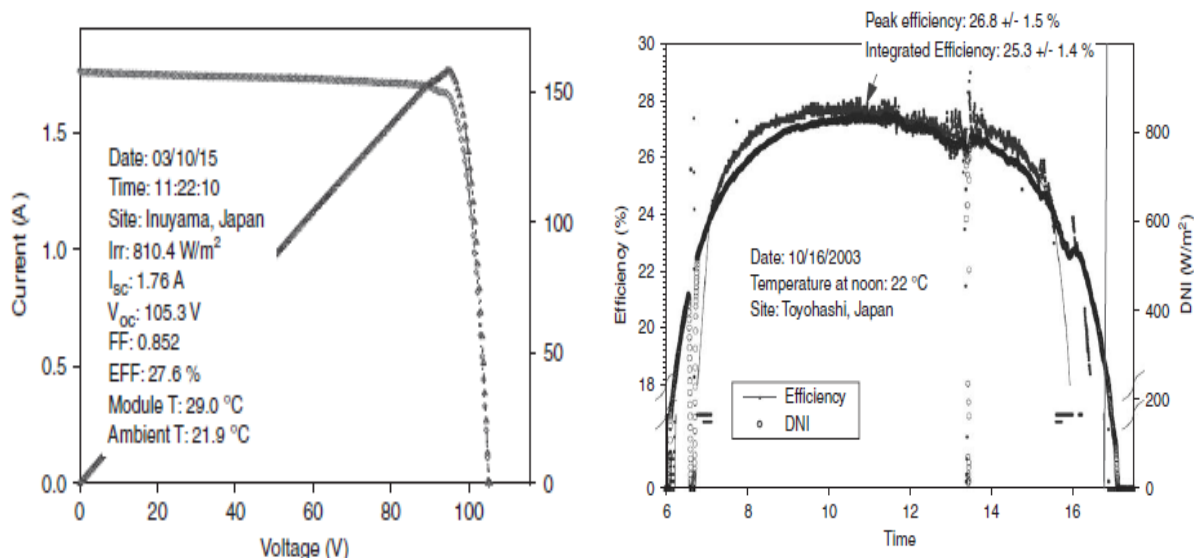 Current (A)
1.5
1.0
0.5
0.0
150
100
50
0
Date: 03/10/15
Time: 11:22:10
Site: Inuyama, Japan
Irr: 810.4 W/m²
I_sc: 1.76 A
V_oc: 105.3 V
FF: 0.852
EFF: 27.6 %
Module T: 29.0 °C
Ambient T: 21.9 °C
0 20 40 60 80 100
Voltage (V)
Peak efficiency: 26.8 +/- 1.5 %
Integrated Efficiency: 25.3 +/- 1.4 %
Efficiency (%)
30
28
26
24
22
20
18
0
800
600
400
200
0
DNI (W/m²)
Date: 10/16/2003
Temperature at noon: 22 °C
Site: Toyohashi, Japan
Efficiency
DNI
6 8 10 12 14 16
Time